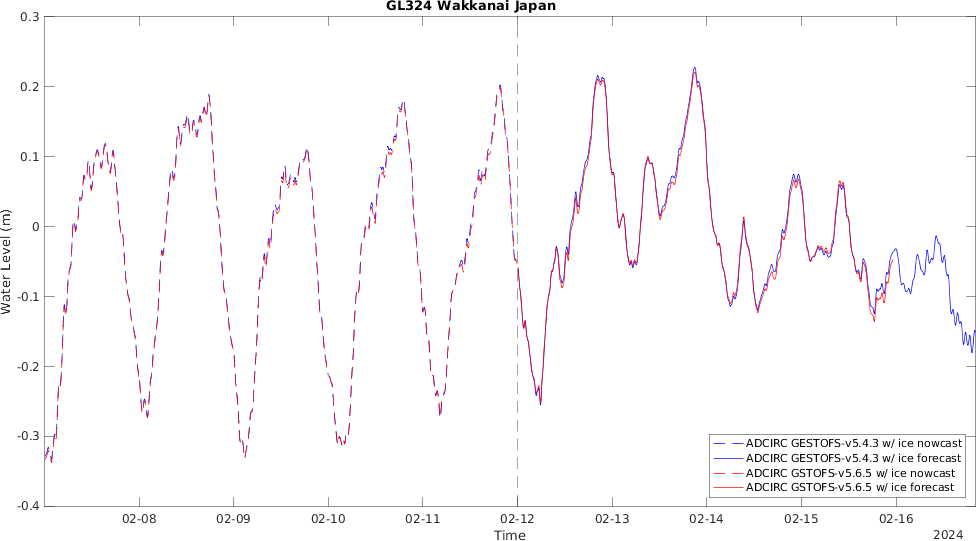 GL324 Wakkanai Japan
0.3
0.2
0.1
0
-0.1
-0.2
-0.3
-0.4
Water Level (m)
ADCIRC GESTOFS-v5.4.3 w/ ice nowcast
ADCIRC GESTOFS-v5.4.3 w/ ice forecast
ADCIRC GSTOFS-v5.6.5 w/ ice nowcast
ADCIRC GSTOFS-v5.6.5 w/ ice forecast
02-08 02-09 02-10 02-11 02-12 02-13 02-14 02-15 02-16
Time
2024